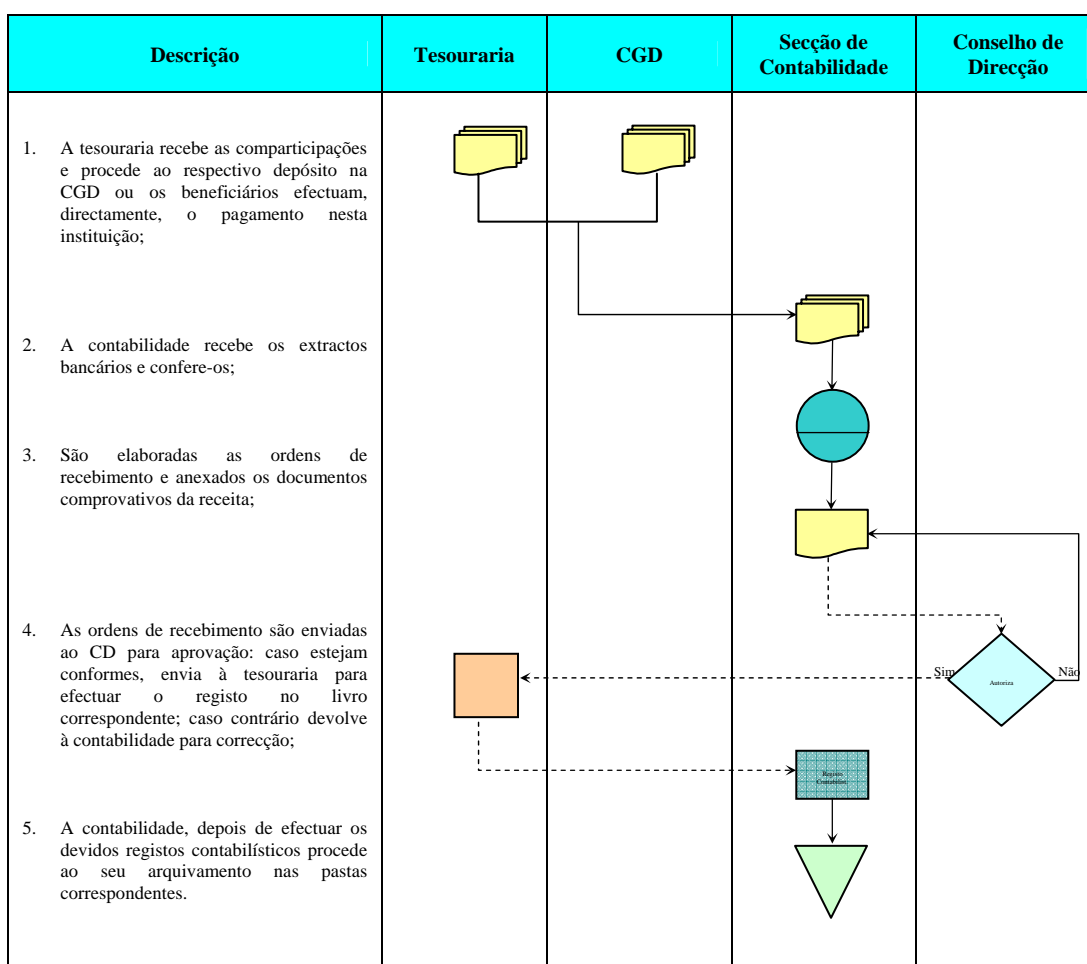 Descrição
Tesouraria
CGD
Secção de
Contabilidade
Conselho de
Direcção
1. A tesouraria recebe as comparticipações
e procede ao respectivo depósito na
CGD ou os beneficiários efectuam,
directamente, o pagamento nesta
instituição;
2. A contabilidade recebe os extractos
bancários e confere-os;
3. São elaboradas as ordens de
recebimento e anexados os documentos
comprovativos da receita;
4. As ordens de recebimento são enviadas
ao CD para aprovação: caso estejam
conformes, envia à tesouraria para
efectuar o registo no livro
correspondente; caso contrário devolve
à contabilidade para correcção;
Sim
Autoriza
Não
5. A contabilidade, depois de efectuar os
devidos registos contabilísticos procede
ao seu arquivamento nas pastas
correspondentes.